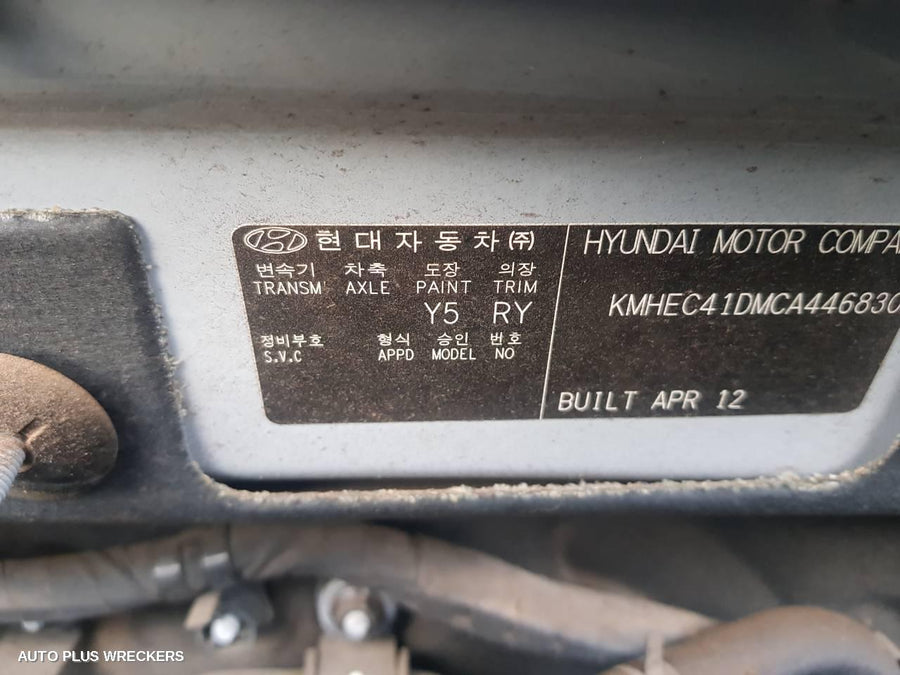 현대자동차㈜
변속기 차축 도장 의장
TRANSM AXLE PAINT TRIM
Y5 RY
정비부호 형식 승인 번호
S.V.C APPD MODEL NO
HYUNDAI MOTOR
KMHEC41DMCA446830
BUILT APR 12
AUTO PLUS WRECKERS